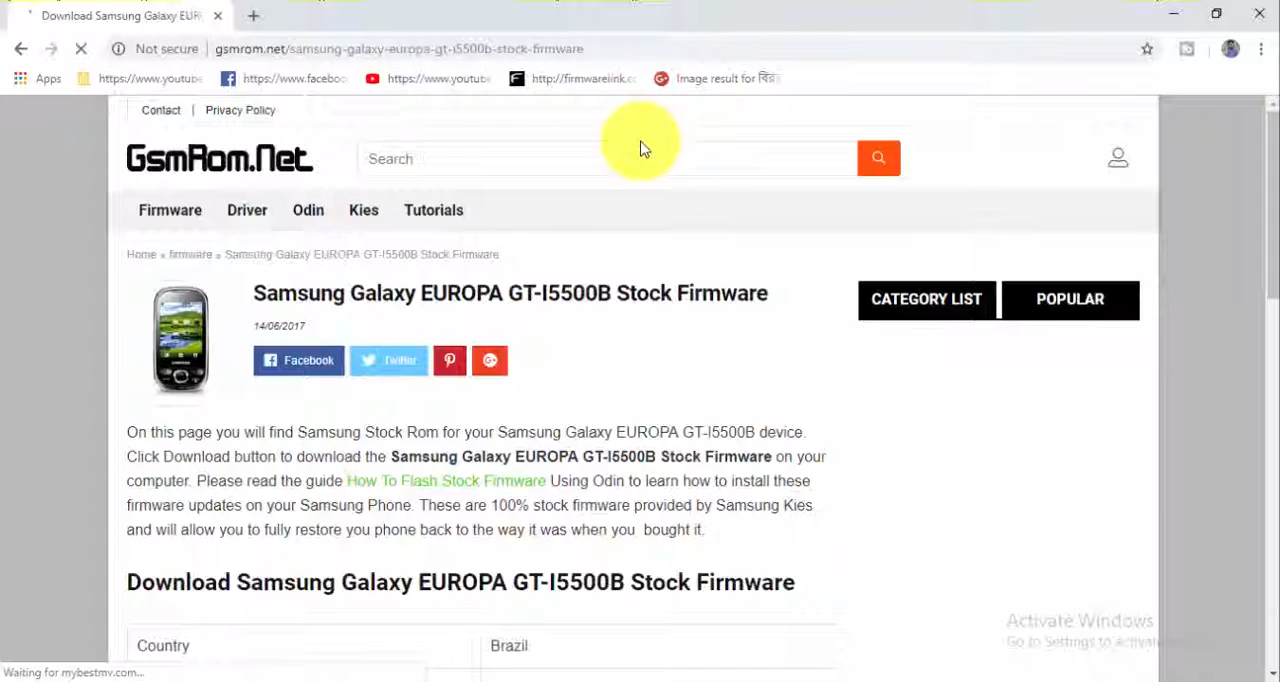 Download Samsung Galaxy EUR
Not secure gsmrom.net/samsung-galaxy-europa-gt-i5500b-stock-firmware
Apps https://www.youtube https://www.faceboo https://www.youtube http://firmwarelink.cc Image result for বির
Contact | Privacy Policy
GsmRom.Net
Search
Firmware Driver Odin Kies Tutorials
Home » firmware » Samsung Galaxy EUROPA GT-I5500B Stock Firmware
Samsung Galaxy EUROPA GT-I5500B Stock Firmware
14/06/2017
Facebook Twitter
CATEGORY LIST POPULAR
On this page you will find Samsung Stock Rom for your Samsung Galaxy EUROPA GT-I5500B device.
Click Download button to download the Samsung Galaxy EUROPA GT-I5500B Stock Firmware on your
computer. Please read the guide How To Flash Stock Firmware Using Odin to learn how to install these
firmware updates on your Samsung Phone. These are 100% stock firmware provided by Samsung Kies
and will allow you to fully restore you phone back to the way it was when you bought it.
Download Samsung Galaxy EUROPA GT-I5500B Stock Firmware
Country Brazil
Activate Windows
Go to Settings to activate
Waiting for mybestmv.com...